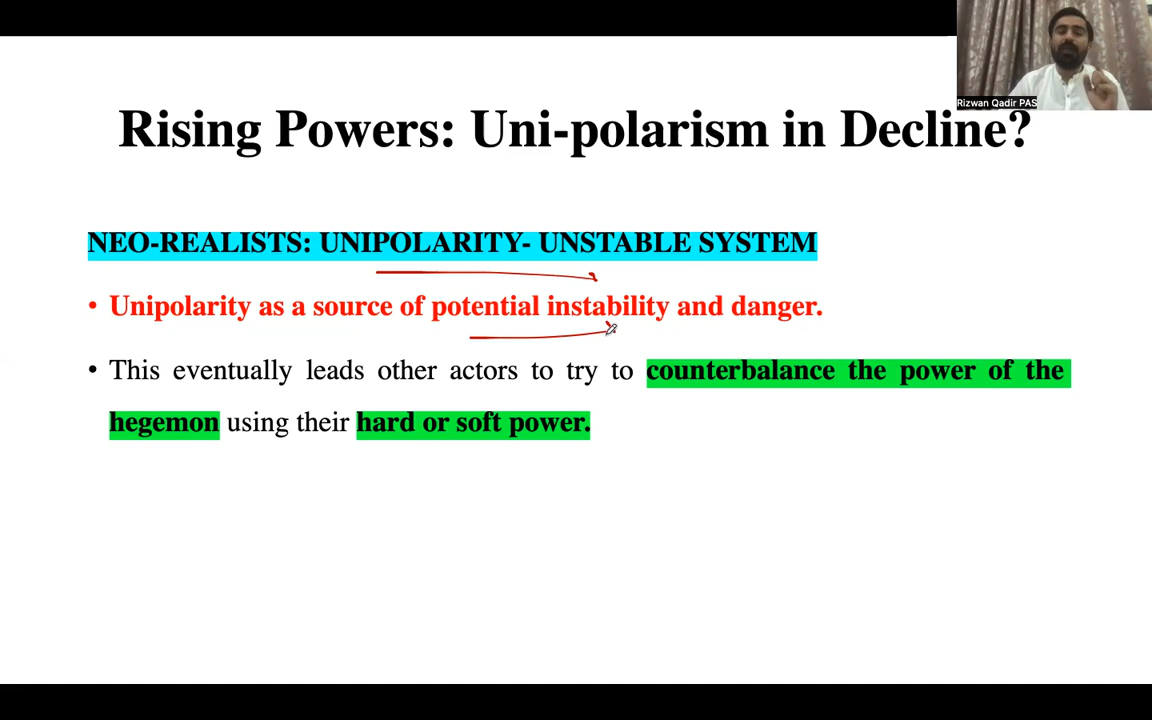 Rizwan Qadir PAS
Rising Powers: Uni-polarism in Decline?
NEO-REALISTS: UNIPOLARITY- UNSTABLE SYSTEM
• Unipolarity as a source of potential instability and danger.
• This eventually leads other actors to try to counterbalance the power of the
hegemon using their hard or soft power.